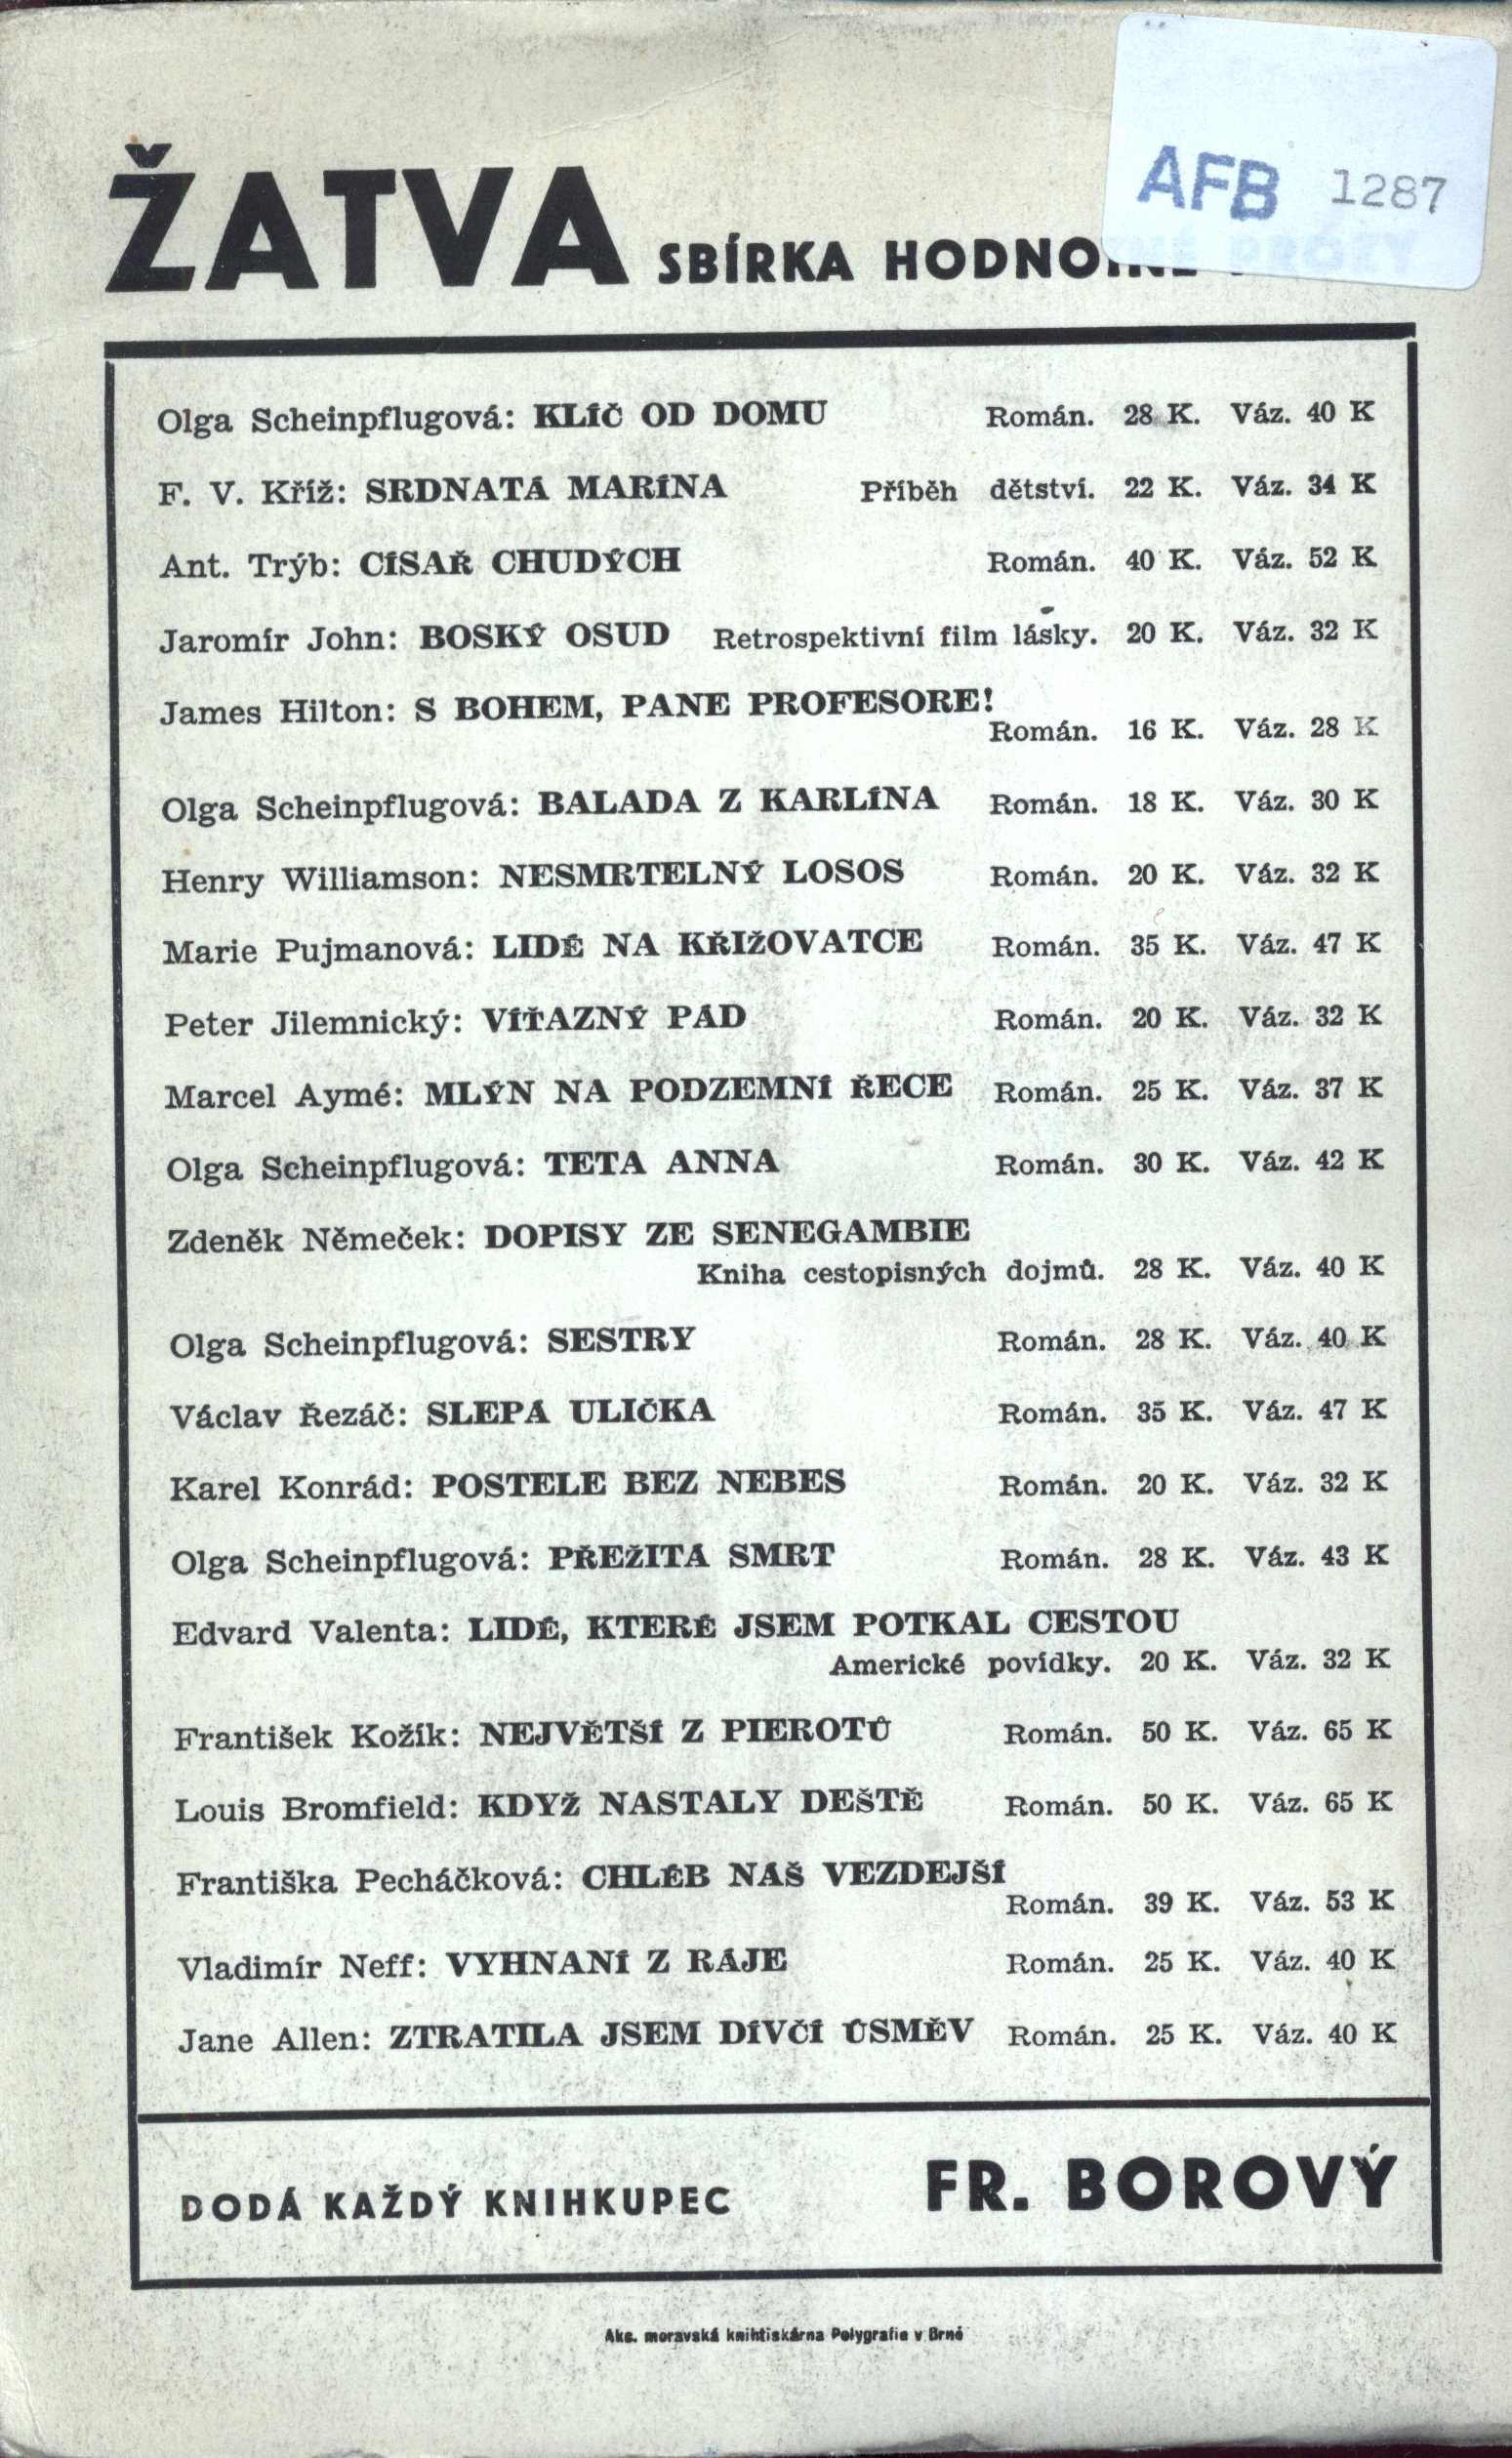 AFB 1287
ŽATVA SBÍRKA HODNOTNÉ PRÓZY
Olga Scheinpflugová: KLÍČ OD DOMU Román. 28 K. Váz. 40 K
F. V. Kříž: SRDNATÁ MARÍNA Příběh dětství. 22 K. Váz. 34 K
Ant. Trýb: CÍSAŘ CHUDÝCH Román. 40 K. Váz. 52 K
Jaromír John: BOSKÝ OSUD Retrospektivní film lásky. 20 K. Váz. 32 K
James Hilton: S BOHEM, PANE PROFESORE!
Román. 16 K. Váz. 28 K
Olga Scheinpflugová: BALADA Z KARLÍNA Román. 18 K. Váz. 30 K
Henry Williamson: NESMRTELNÝ LOSOS Román. 20 K. Váz. 32 K
Marie Pujmanová: LIDÉ NA KŘIŽOVATCE Román. 35 K. Váz. 47 K
Peter Jilemnický: VÍŤAZNÝ PÁD Román. 20 K. Váz. 32 K
Marcel Aymé: MLÝN NA PODZEMNÍ ŘECE Román. 25 K. Váz. 37 K
Olga Scheinpflugová: TETA ANNA Román. 30 K. Váz. 42 K
Zdeněk Němeček: DOPISY ZE SENEGAMBIE
Kniha cestopisných dojmů. 28 K. Váz. 40 K
Olga Scheinpflugová: SESTRY Román. 28 K. Váz. 40 K
Václav Řezáč: SLEPÁ ULIČKA Román. 35 K. Váz. 47 K
Karel Konrád: POSTELE BEZ NEBES Román. 20 K. Váz. 32 K
Olga Scheinpflugová: PŘEŽITÁ SMRT Román. 28 K. Váz. 43 K
Edvard Valenta: LIDÉ, KTERÉ JSEM POTKAL CESTOU
Americké povídky. 20 K. Váz. 32 K
František Kožík: NEJVĚTŠÍ Z PIEROTŮ Román. 50 K. Váz. 65 K
Louis Bromfield: KDYŽ NASTALY DEŠTĚ Román. 50 K. Váz. 65 K
Františka Pecháčková: CHLÉB NÁŠ VEZDEJŠÍ
Román. 39 K. Váz. 53 K
Vladimír Neff: VYHNANÍ Z RÁJE Román. 25 K. Váz. 40 K
Jane Allen: ZTRATILA JSEM DÍVČÍ ÚSMĚV Román. 25 K. Váz. 40 K
DODÁ KAŽDÝ KNIHKUPEC FR. BOROVÝ
Akc. moravská knihtiskárna Polygrafie v Brně